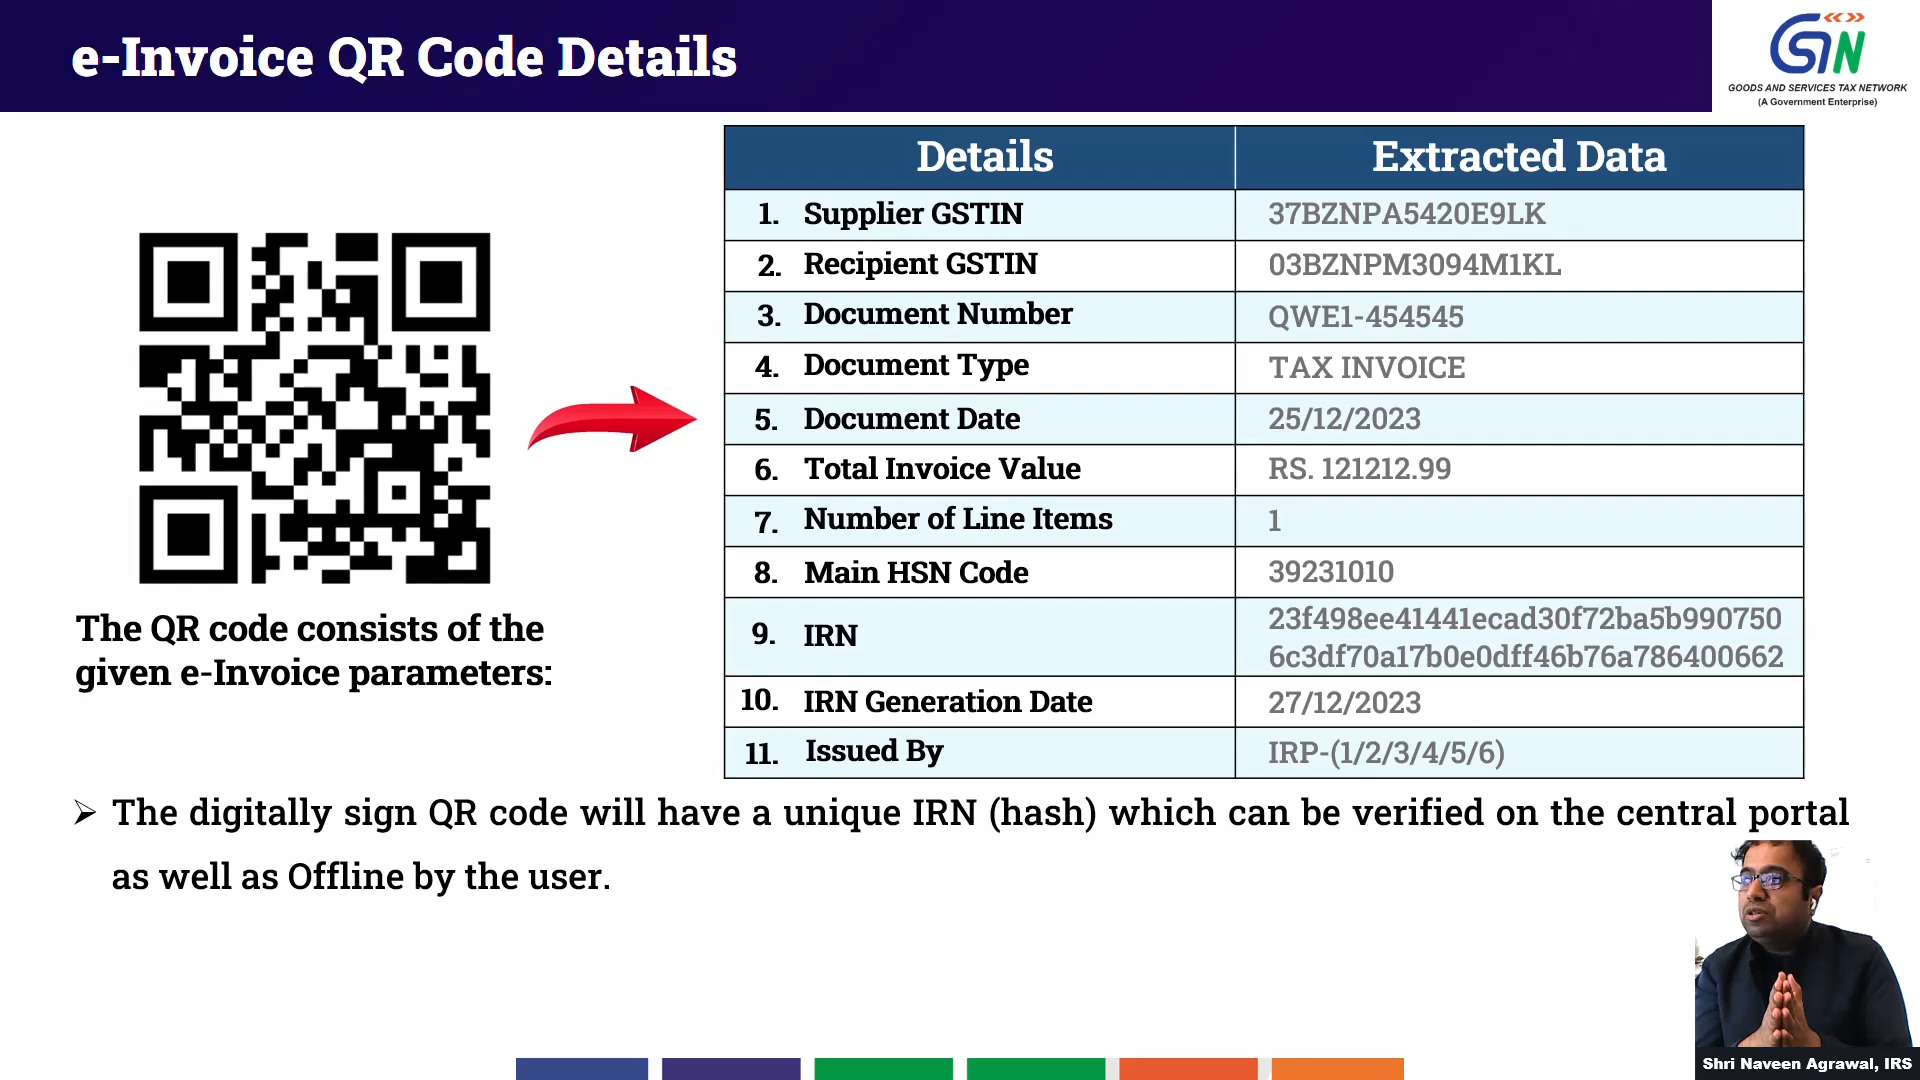 e-Invoice QR Code Details
GSTN
GOODS AND SERVICES TAX NETWORK
(A Government Enterprise)
Details Extracted Data
1. Supplier GSTIN 37BZNPA5420E9LK
2. Recipient GSTIN 03BZNPM3094M1KL
3. Document Number QWE1-454545
4. Document Type TAX INVOICE
5. Document Date 25/12/2023
6. Total Invoice Value RS. 121212.99
7. Number of Line Items 1
8. Main HSN Code 39231010
9. IRN 23f498ee41441ecad30f72ba5b990750
6c3df70a17b0e0dff46b76a786400662
10. IRN Generation Date 27/12/2023
11. Issued By IRP-(1/2/3/4/5/6)
The QR code consists of the
given e-Invoice parameters:
The digitally sign QR code will have a unique IRN (hash) which can be verified on the central portal
as well as Offline by the user.
Shri Naveen Agrawal, IRS